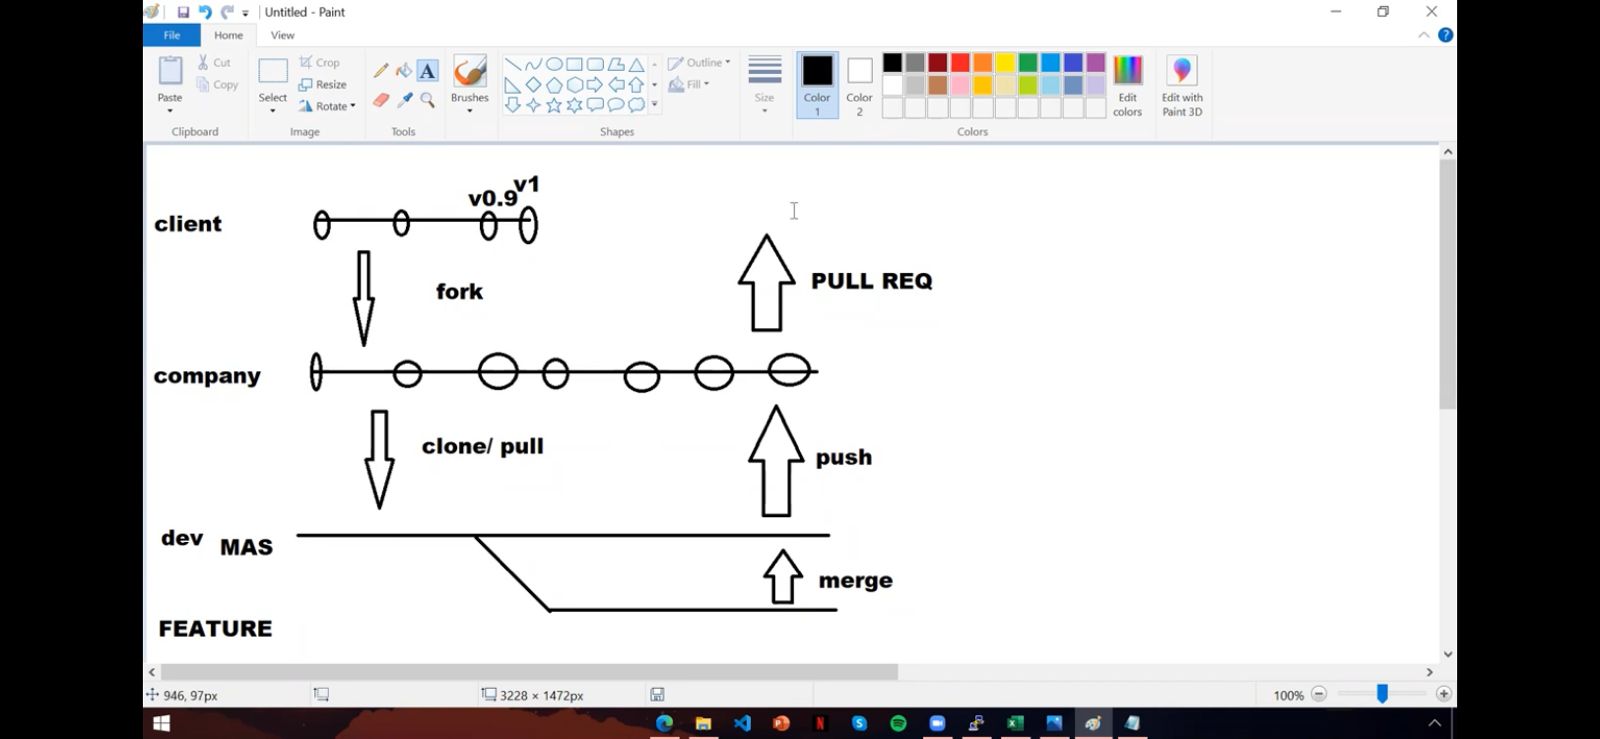 Untitled - Paint
File Home View
Cut
Copy
Paste
Clipboard
Crop
Resize
Rotate
Select
Image
A
Tools
Brushes
Outline
Fill
Shapes
Size
Color
1
Color
2
Edit
colors
Edit with
Paint 3D
Colors
v1
v0.9
client
fork
PULL REQ
company
clone/ pull
push
dev MAS
merge
FEATURE
946, 97px
3228 × 1472px
100%